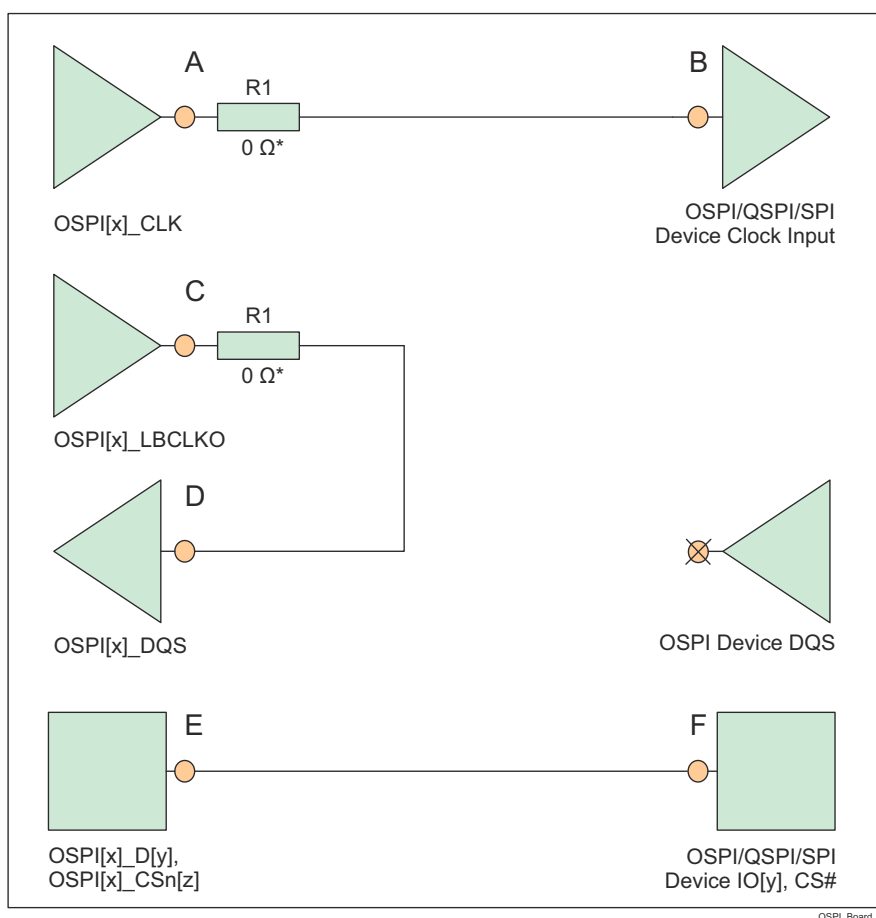 A
R1
0 Ω*
OSPI[x]_CLK
B
OSPI/QSPI/SPI
Device Clock Input
C
R1
0 Ω*
OSPI[x]_LBCLKO
D
OSPI[x]_DQS
OSPI Device DQS
E
OSPI[x]_D[y],
OSPI[x]_CSn[z]
F
OSPI/QSPI/SPI
Device IO[y], CS#
OSPI_Board